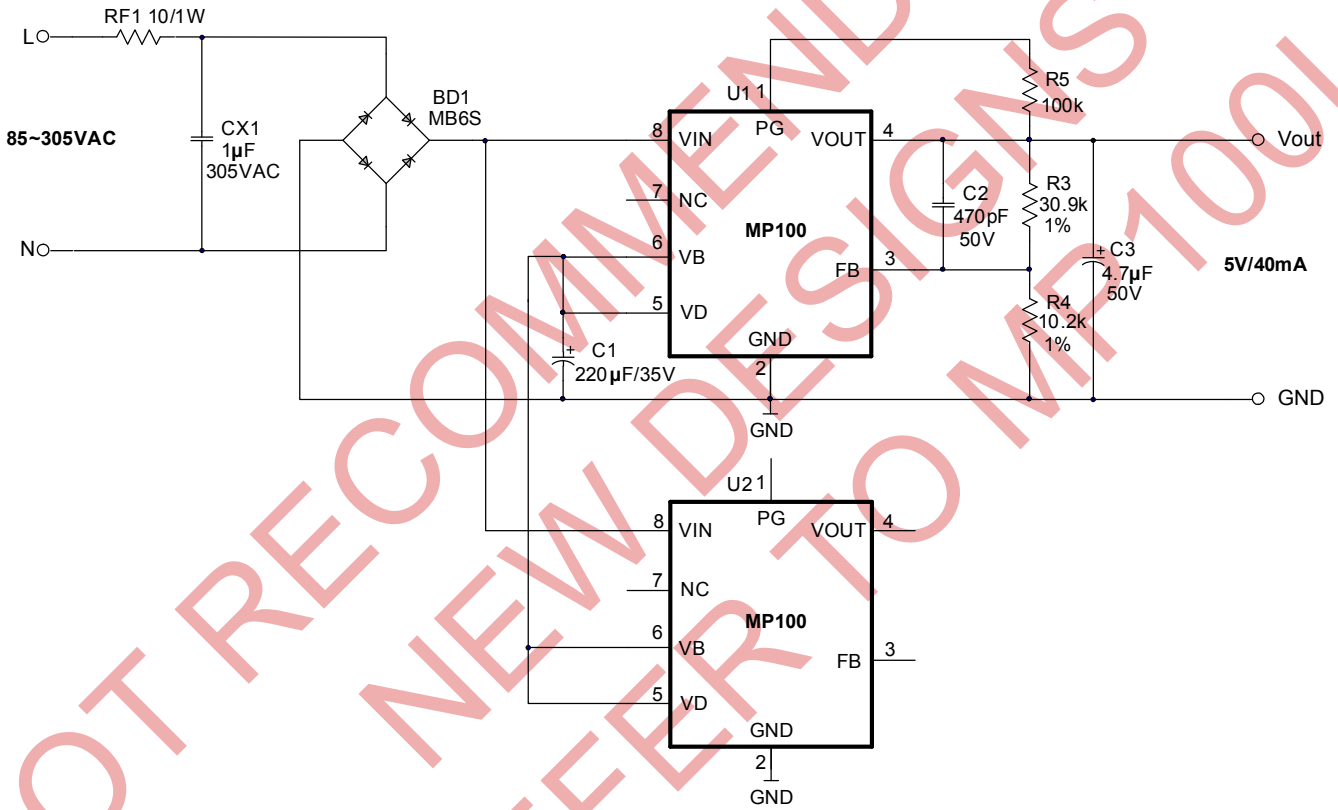 RF1 10/1W
L
85~305VAC
CX1
1µF
305VAC
N
BD1
MB6S
U1
1
PG
8
VIN
VOUT
4
7
NC
MP100
6
VB
FB
3
5
VD
GND
2
GND
C1
+
220µF/35V
R5
100k
Vout
C2
470pF
50V
R3
30.9k
1%
+
C3
4.7µF
50V
5V/40mA
R4
10.2k
1%
GND
U2
1
PG
8
VIN
VOUT
4
7
NC
MP100
6
VB
FB
3
5
VD
GND
2
GND
OT RECOMMEND
NEW DESIGNS
EFER TO MP100L